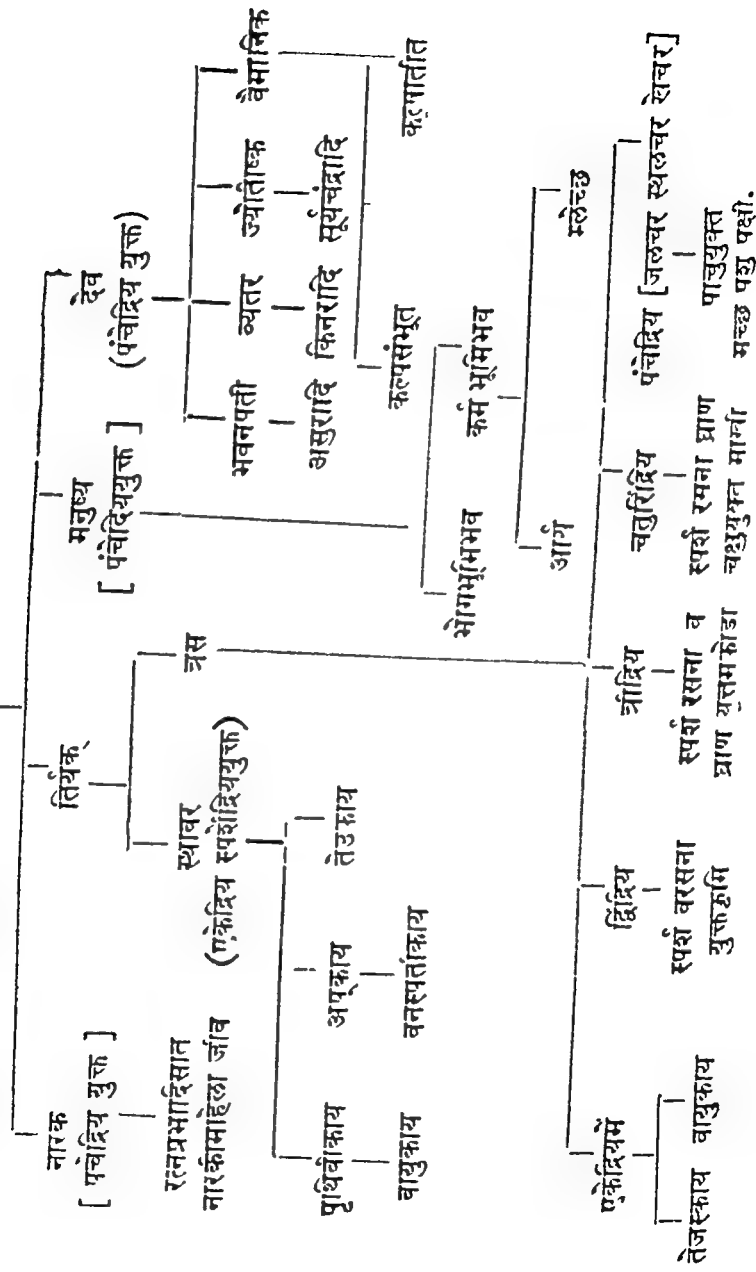 नारक
[ पंचेद्रिय युक्त ]
रत्नप्रभादिसात
नारकीमाहेला जीव
तिर्यक्
मनुष्य
[ पंचेद्रिययुक्त ]
देव
(पंचेद्रिय युक्त)
स्थावर
(एकेद्रिय स्पर्शेद्रिययुक्त)
त्रस
पृथिवीकाय
वायुकाय
अप्‌काय
वनस्पतीकाय
तेउकाय
भवनपती
असुरादि
व्यतर
किनरादि
ज्योतीष्क
सूर्यचंद्रादि
वैमानिक
कल्पसंभूत
कल्पातीत
भोगभूमिभव
कर्म भूमिभव
आर्य
म्लेच्छ
एकेद्रियमें
तेजस्काय वायुकाय
द्विद्रिय
स्पर्श वरसना
युक्तकृमि
त्रीद्रिय
स्पर्श रसना व
घ्राण
चतुरिंद्रिय
स्पर्श रसना घ्राण
चक्षुयुक्त माखी
पंचेद्रिय [जलचर स्थलचर खेचर]
पाचुयुक्त
मच्छ पशु पक्षी.